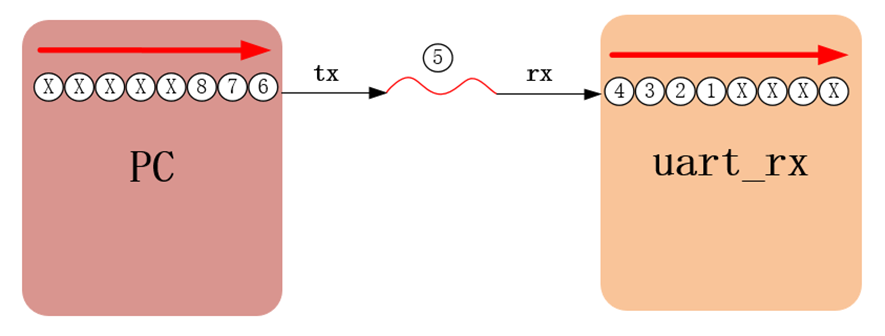 ⑤
tx
rx
X X X X X 8 7 6
4 3 2 1 X X X X
PC
uart_rx